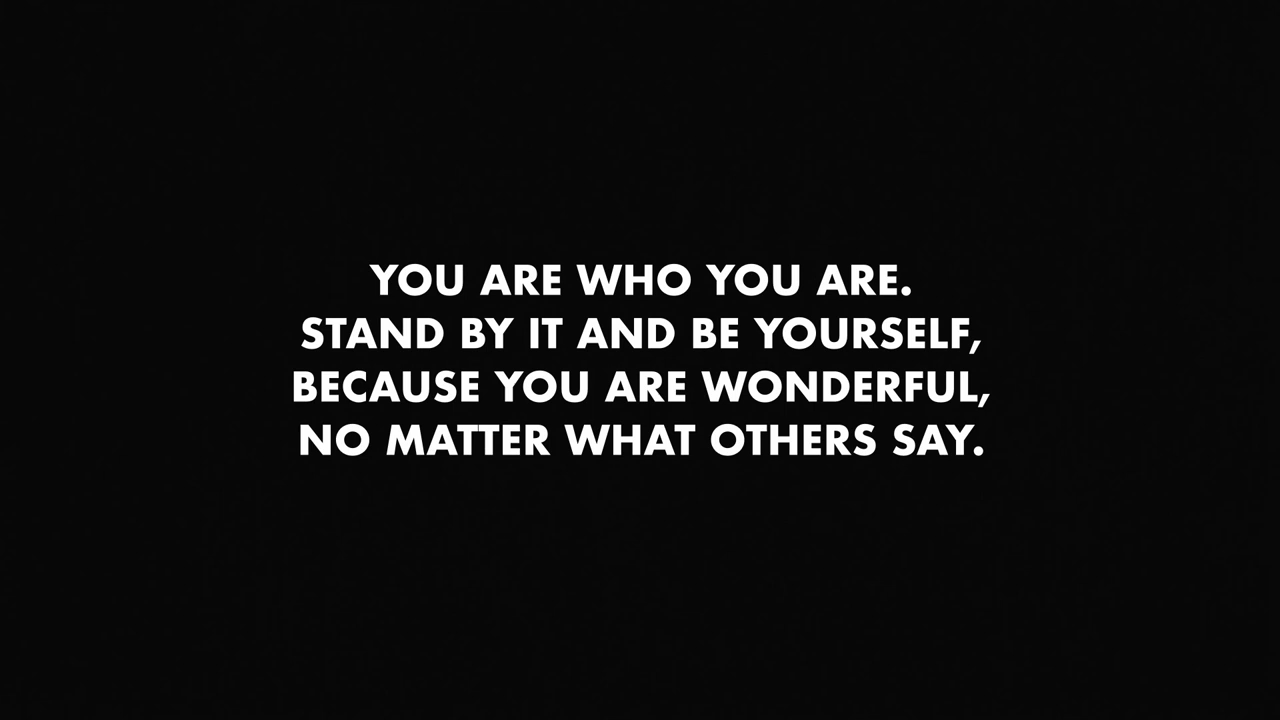 YOU ARE WHO YOU ARE.
STAND BY IT AND BE YOURSELF,
BECAUSE YOU ARE WONDERFUL,
NO MATTER WHAT OTHERS SAY.